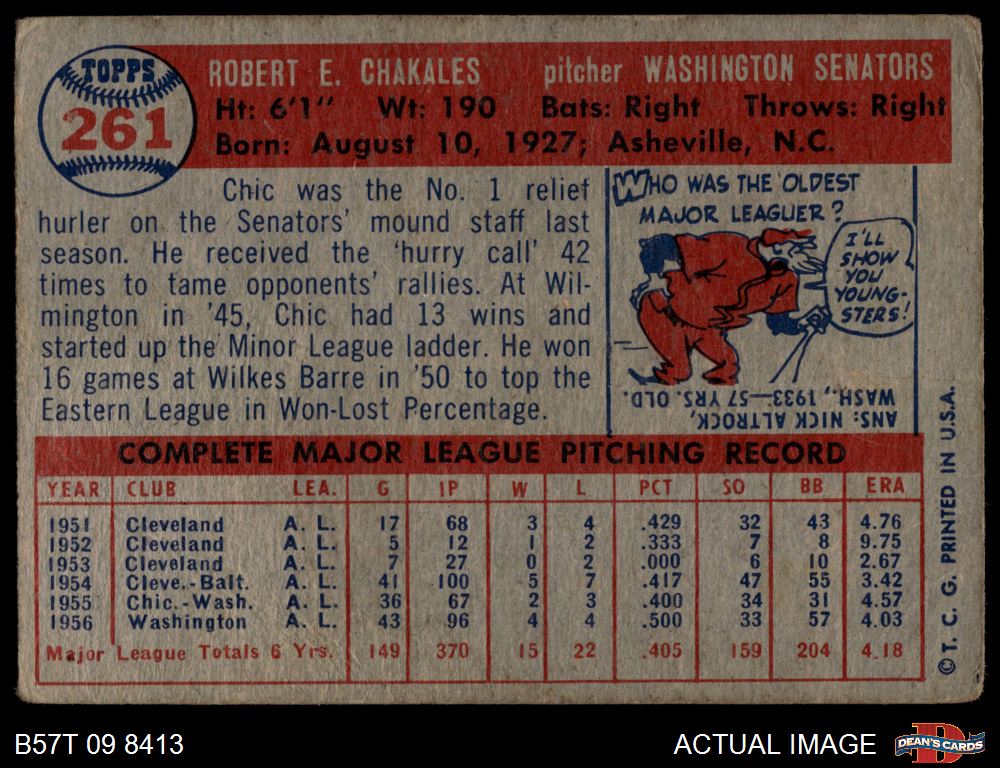 TOPPS
261
ROBERT E. CHAKALES pitcher WASHINGTON SENATORS
Ht: 6'1" Wt: 190 Bats: Right Throws: Right
Born: August 10, 1927; Asheville, N.C.
Chic was the No. 1 relief
hurler on the Senators' mound staff last
season. He received the 'hurry call' 42
times to tame opponents' rallies. At Wil-
mington in '45, Chic had 13 wins and
started up the Minor League ladder. He won
16 games at Wilkes Barre in '50 to top the
Eastern League in Won-Lost Percentage.
WHO WAS THE OLDEST
MAJOR LEAGUER?
I'LL
SHOW
YOU
YOUNG-
STERS!
ANS: NICK ALTROCK,
WASH., 1933—57 YRS. OLD.
COMPLETE MAJOR LEAGUE PITCHING RECORD
YEAR CLUB LEA. G IP W L PCT SO BB ERA
1951 Cleveland A. L. 17 68 3 4 .429 32 43 4.76
1952 Cleveland A. L. 5 12 1 2 .333 7 8 9.75
1953 Cleveland A. L. 7 27 0 2 .000 6 10 2.67
1954 Cleve.-Balt. A. L. 41 100 5 7 .417 47 55 3.42
1955 Chic.-Wash. A. L. 36 67 2 3 .400 34 31 4.57
1956 Washington A. L. 43 96 4 4 .500 33 57 4.03
Major League Totals 6 Yrs. 149 370 15 22 .405 159 204 4.18
© T. C. G. PRINTED IN U.S.A.
B57T 09 8413
ACTUAL IMAGE
DEAN'S CARDS